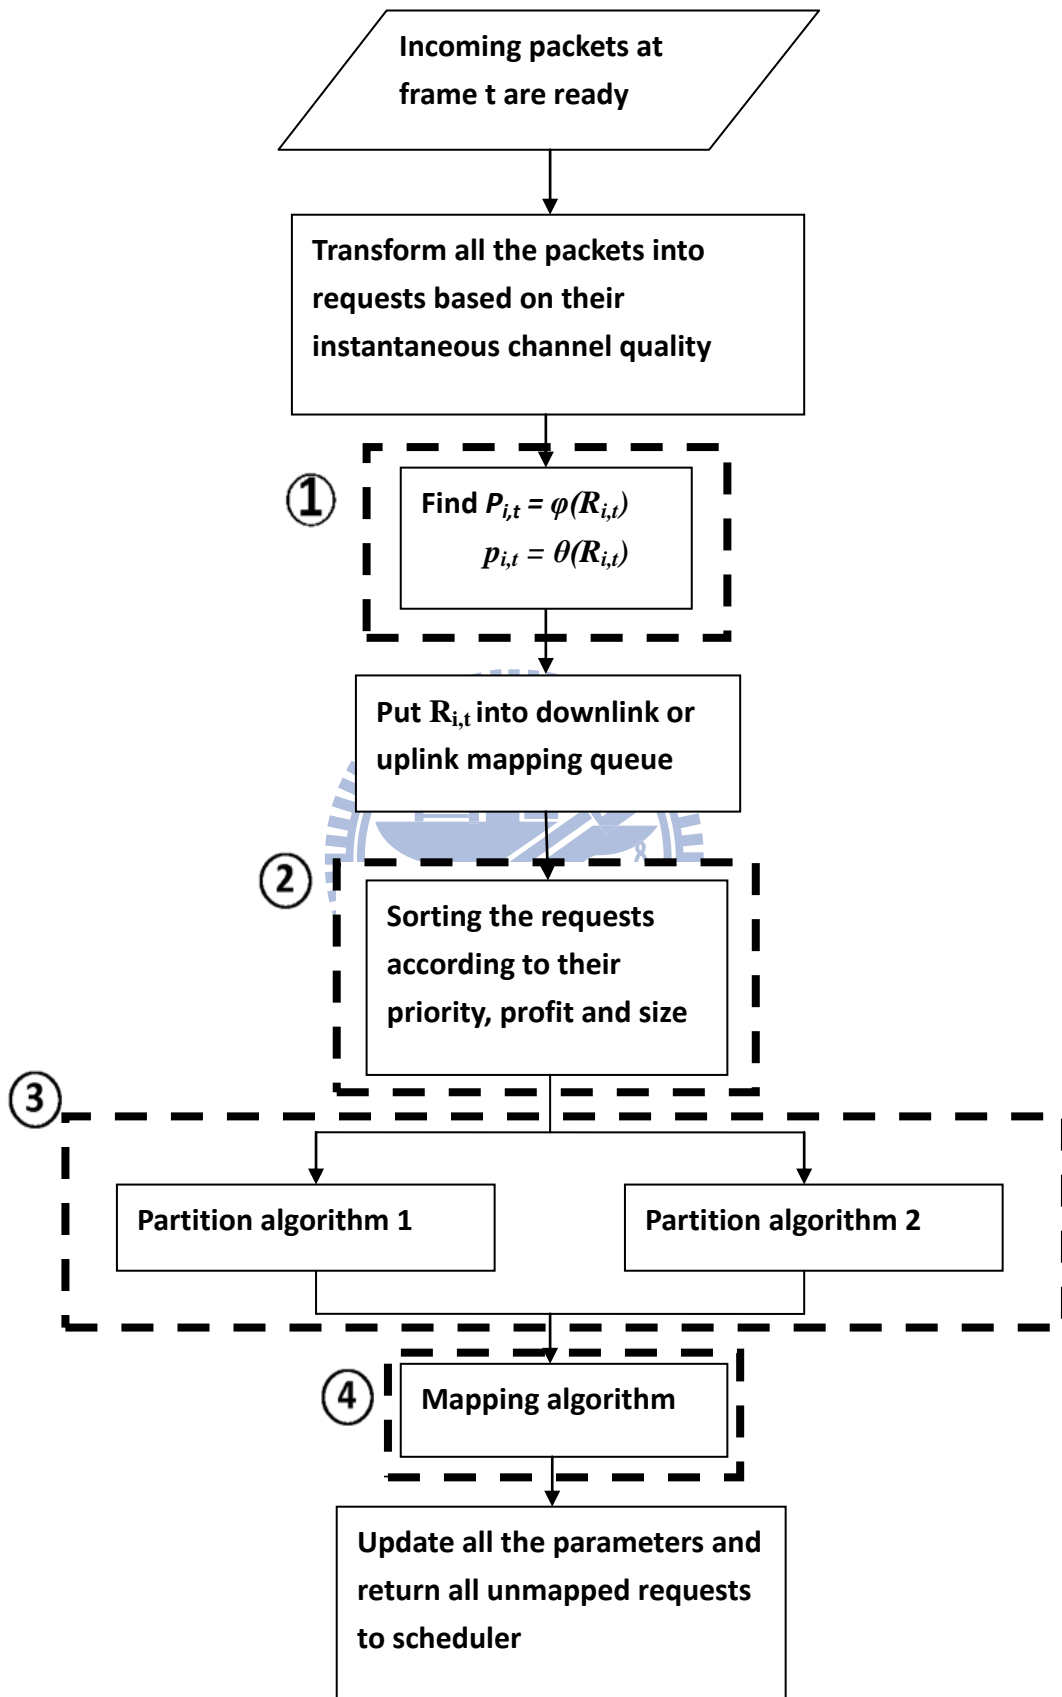 Incoming packets at
frame t are ready
Transform all the packets into
requests based on their
instantaneous channel quality
①
Find P_{i,t} = φ(R_{i,t})
p_{i,t} = θ(R_{i,t})
Put R_{i,t} into downlink or
uplink mapping queue
②
Sorting the requests
according to their
priority, profit and size
③
Partition algorithm 1
Partition algorithm 2
④
Mapping algorithm
Update all the parameters and
return all unmapped requests
to scheduler